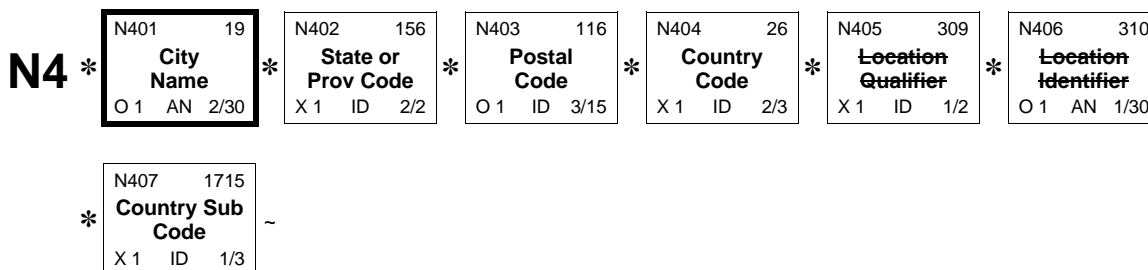 N401 19 N402 156 N403 116 N404 26 N405 309 N406 310
N4 * City Name * State or Prov Code * Postal Code * Country Code * Location Qualifier * Location Identifier
O 1 AN 2/30 X 1 ID 2/2 O 1 ID 3/15 X 1 ID 2/3 X 1 ID 1/2 O 1 AN 1/30
N407 1715
* Country Sub Code ~
X 1 ID 1/3